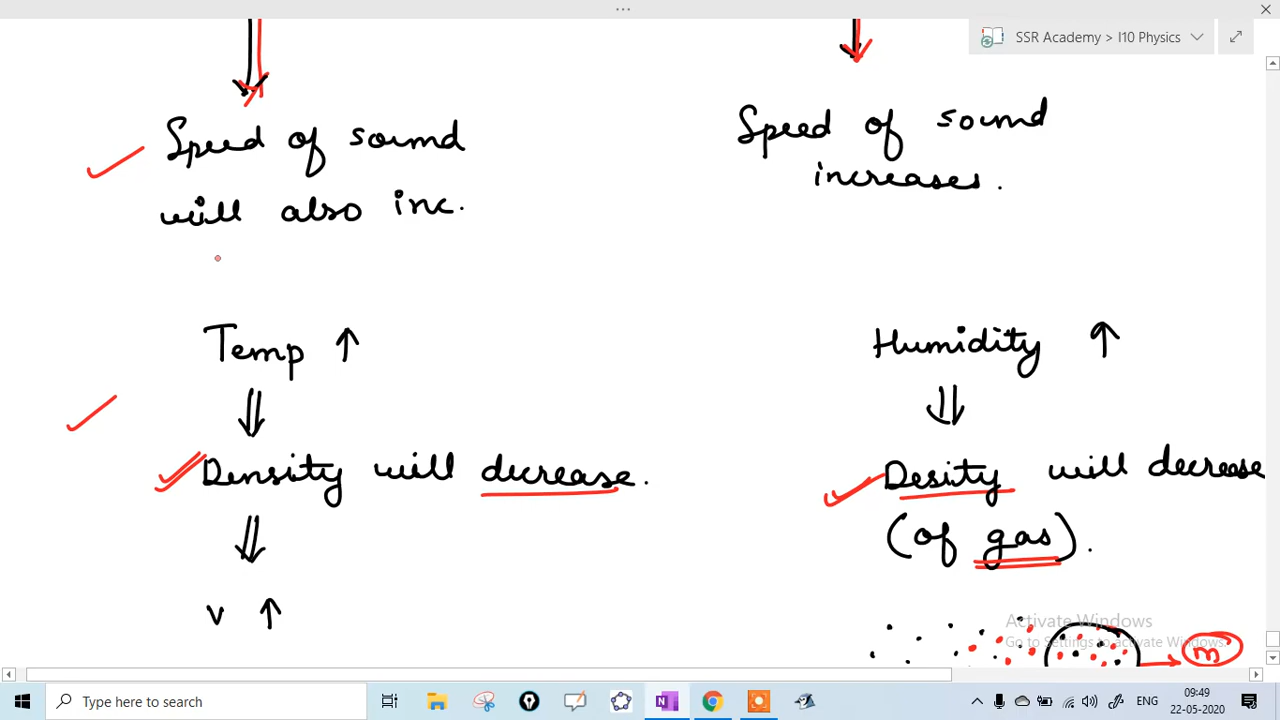 SSR Academy > I10 Physics
Speed of sound
will also inc.
Speed of sound
increases.
Temp ↑
Density will decrease.
v ↑
Humidity ↑
Desity will decrease
(of gas).
m
Activate Windows
Go to Settings to activate Windows.
Type here to search
ENG
09:49
22-05-2020